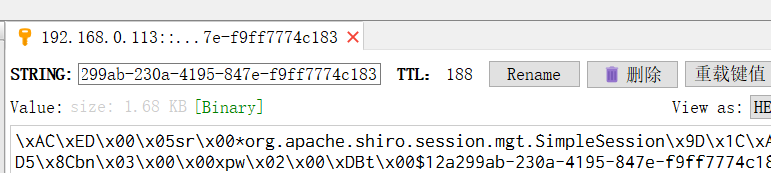 192.168.0.113::...7e-f9ff7774c183
STRING: 299ab-230a-4195-847e-f9ff7774c183 TTL: 188 Rename 删除 重载键值
Value: size: 1.68 KB [Binary] View as: HE
\xAC\xED\x00\x05sr\x00*org.apache.shiro.session.mgt.SimpleSession\x9D\x1C\xA
D5\x8Cbn\x03\x00\x00xpw\x02\x00\xDBt\x00$12a299ab-230a-4195-847e-f9ff7774c18